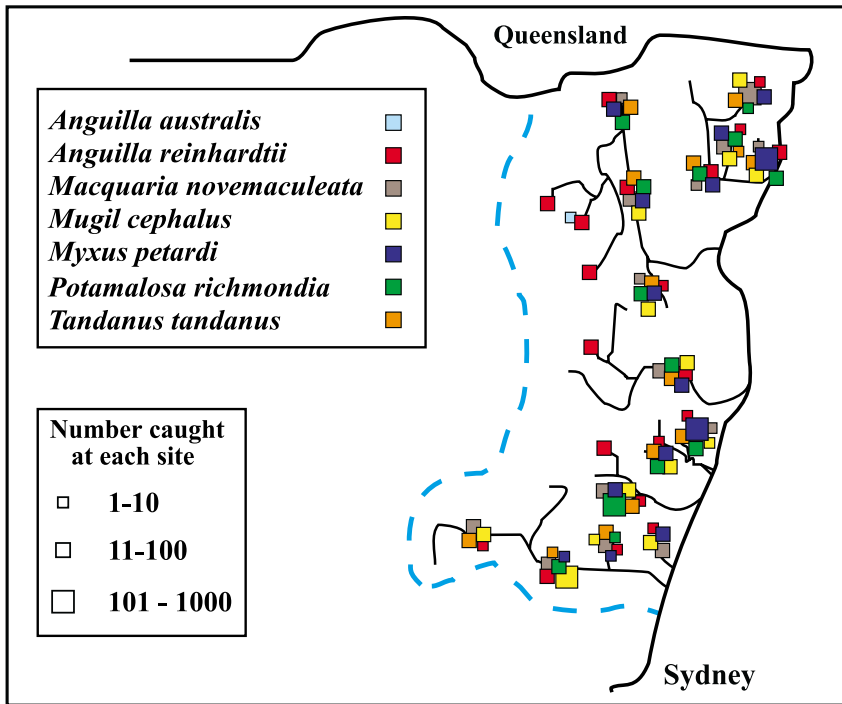 Queensland
Anguilla australis
Anguilla reinhardtii
Macquaria novemaculeata
Mugil cephalus
Myxus petardi
Potamalosa richmondia
Tandanus tandanus
Number caught
at each site
1-10
11-100
101 - 1000
Sydney